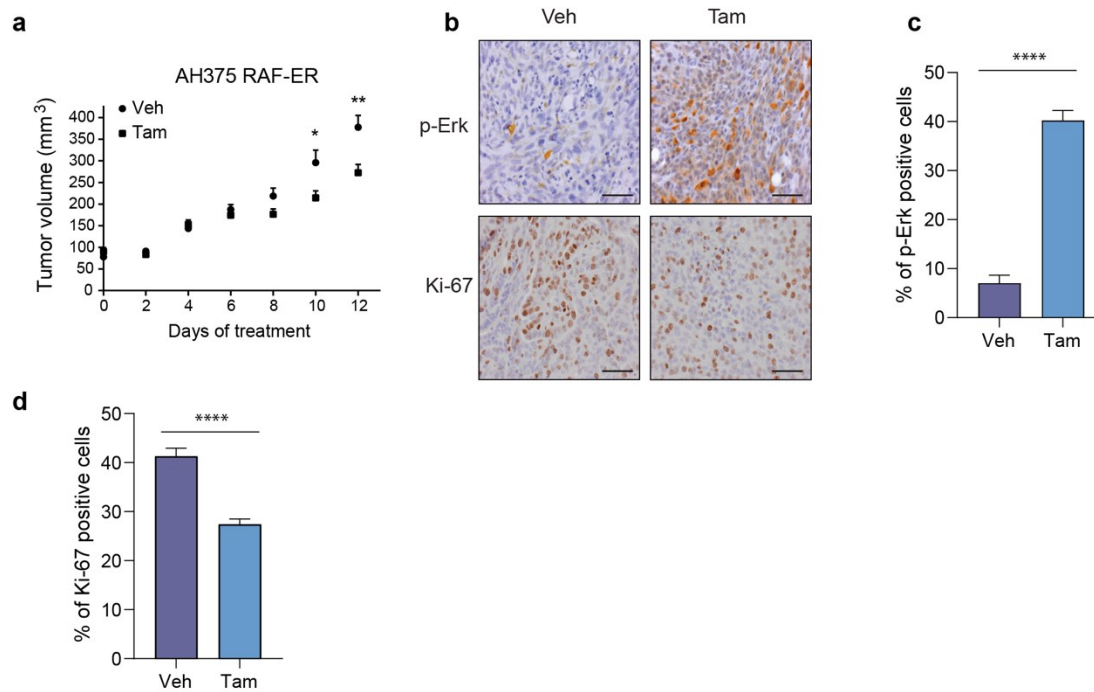 a
AH375 RAF-ER
Veh
Tam
Tumor volume (mm³)
400
350
300
250
200
150
100
50
0
*
**
0 2 4 6 8 10 12
Days of treatment
b
Veh Tam
p-Erk
Ki-67
c
****
% of p-Erk positive cells
50
40
30
20
10
0
Veh Tam
d
****
% of Ki-67 positive cells
50
40
30
20
10
0
Veh Tam